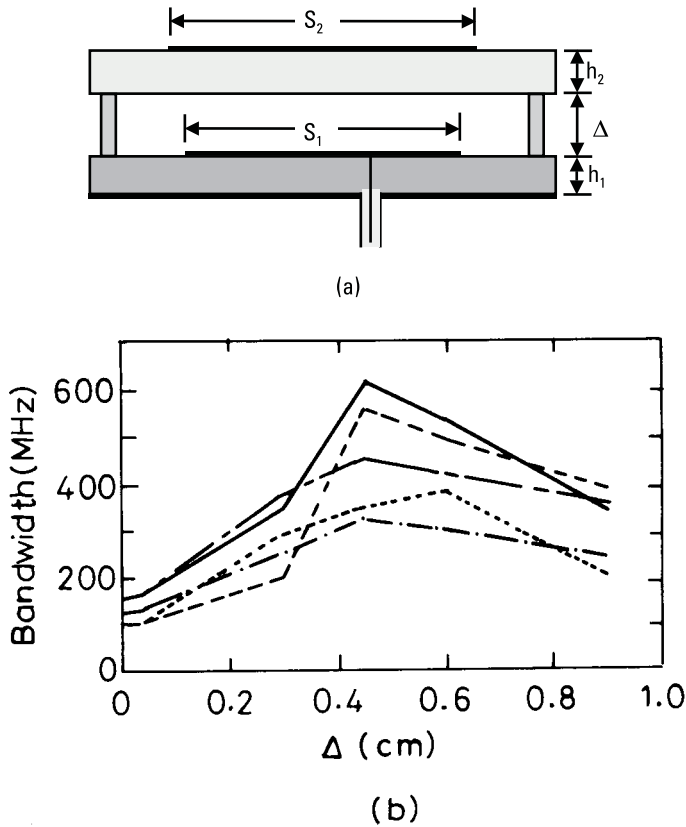 S₂
h₂
S₁
Δ
h₁
(a)
Bandwidth (MHz)
600
400
200
0
0 0.2 0.4 0.6 0.8 1.0
Δ (cm)
(b)